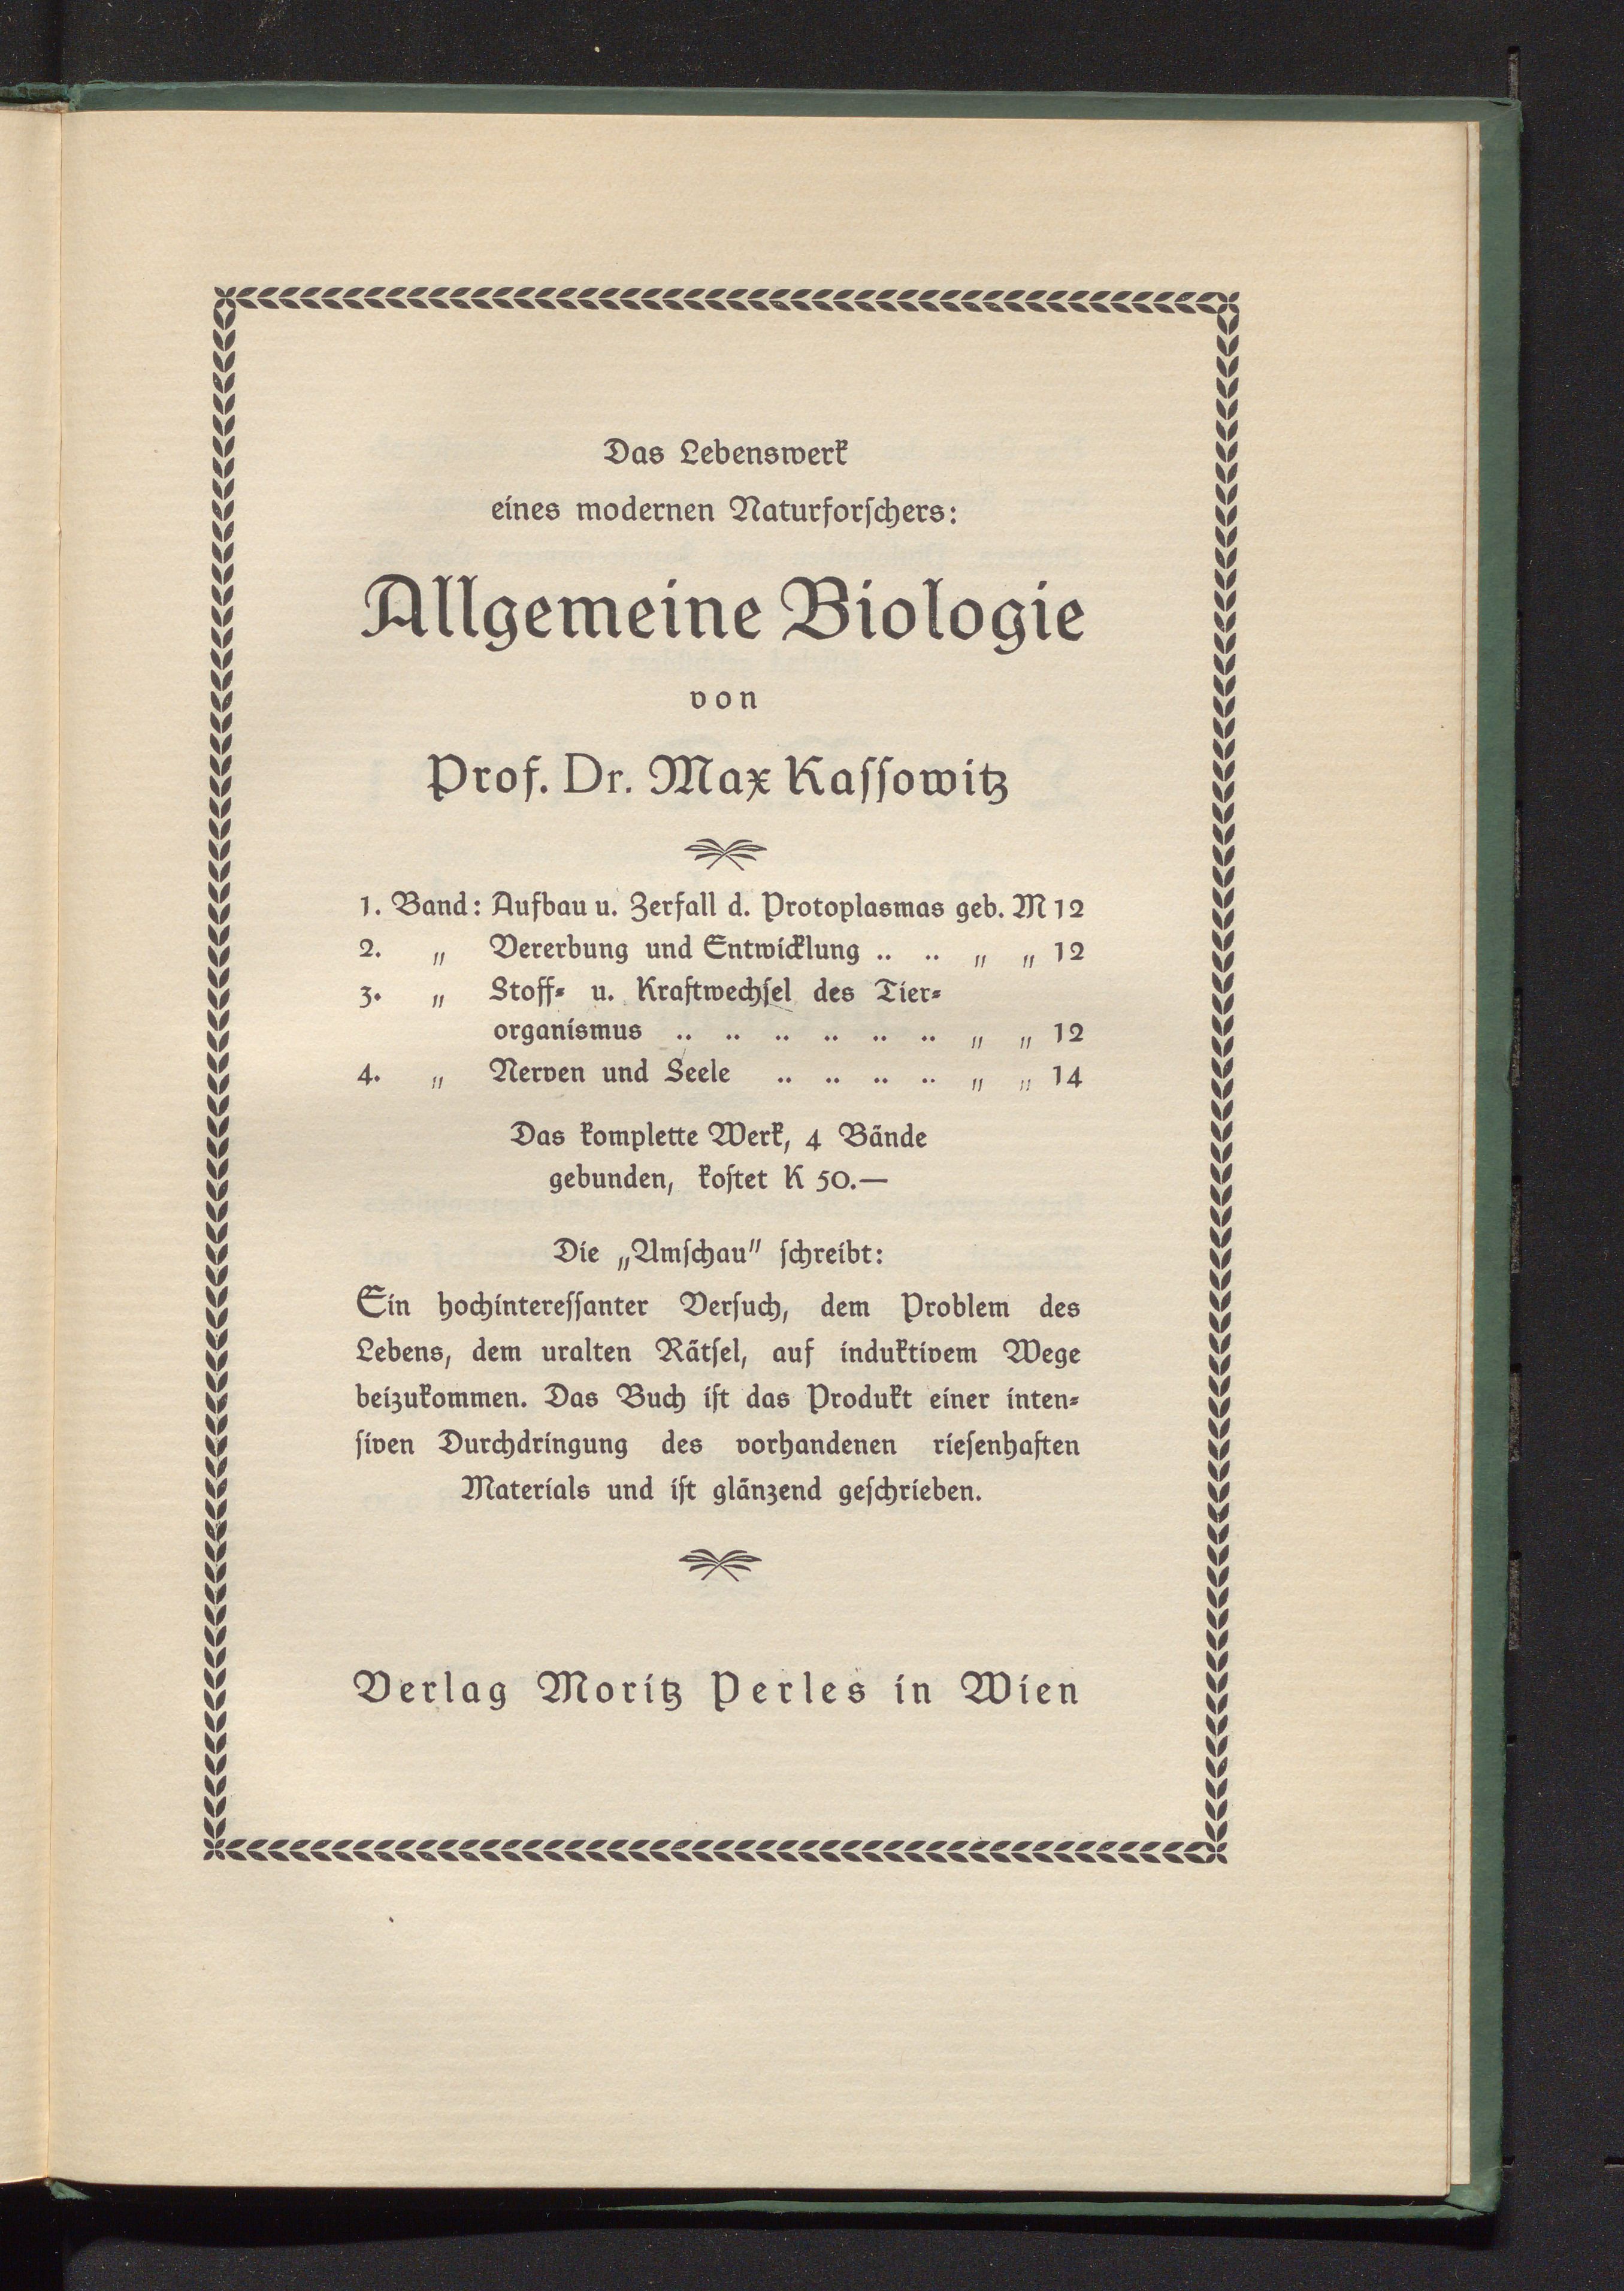 Das Lebenswerk
eines modernen Naturforschers:
Allgemeine Biologie
von
Prof. Dr. Max Kassowitz
1. Band: Aufbau u. Zerfall d. Protoplasmas geb. M 12
2. „ Vererbung und Entwicklung .. .. „ „ 12
3. „ Stoff- u. Kraftwechsel des Tier-
organismus .. .. .. .. .. .. „ „ 12
4. „ Nerven und Seele .. .. .. .. „ „ 14
Das komplette Werk, 4 Bände
gebunden, kostet K 50.—
Die „Umschau" schreibt:
Ein hochinteressanter Versuch, dem Problem des
Lebens, dem uralten Rätsel, auf induktivem Wege
beizukommen. Das Buch ist das Produkt einer inten-
siven Durchdringung des vorhandenen riesenhaften
Materials und ist glänzend geschrieben.
Verlag Moritz Perles in Wien